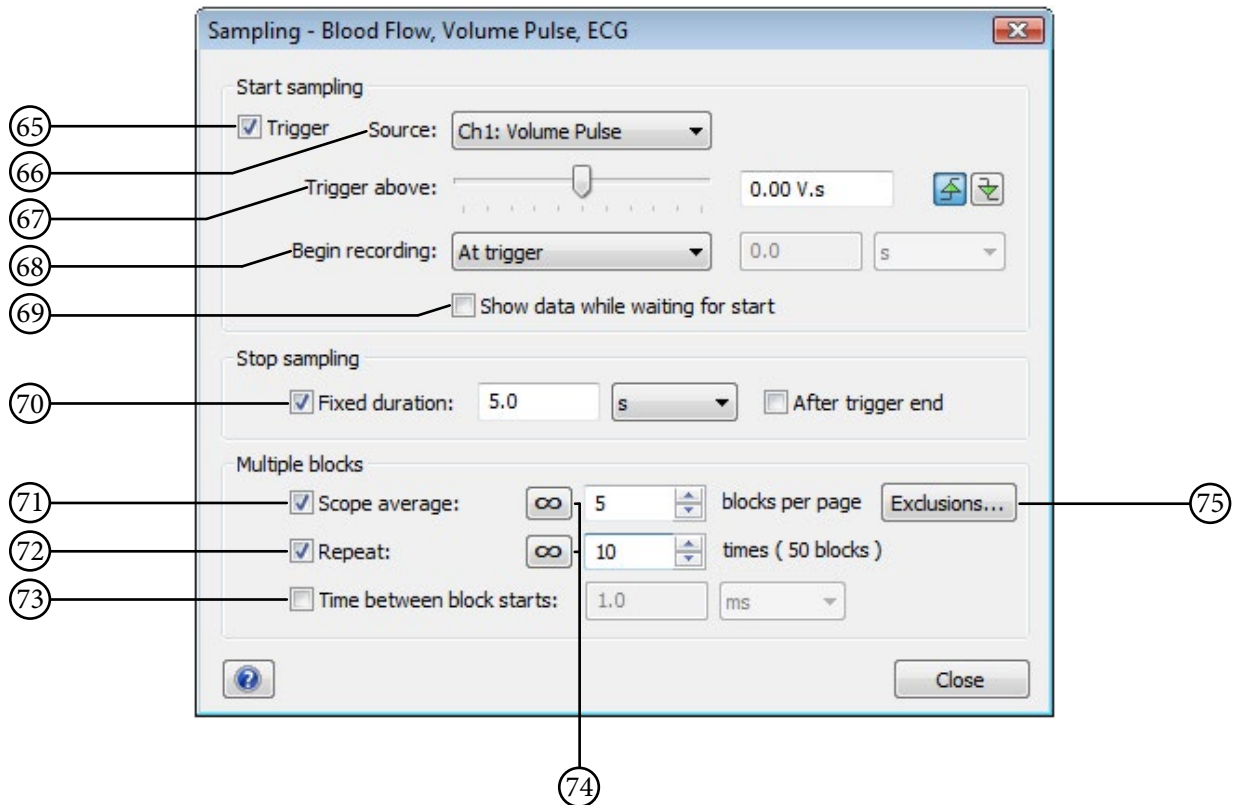 Sampling - Blood Flow, Volume Pulse, ECG
Start sampling
65 Trigger Source: Ch1: Volume Pulse
66
67 Trigger above: 0.00 V.s
68 Begin recording: At trigger 0.0 s
69 Show data while waiting for start
Stop sampling
70 Fixed duration: 5.0 s After trigger end
Multiple blocks
71 Scope average: ∞ 5 blocks per page Exclusions... 75
72 Repeat: ∞ 10 times ( 50 blocks )
73 Time between block starts: 1.0 ms
? Close
74